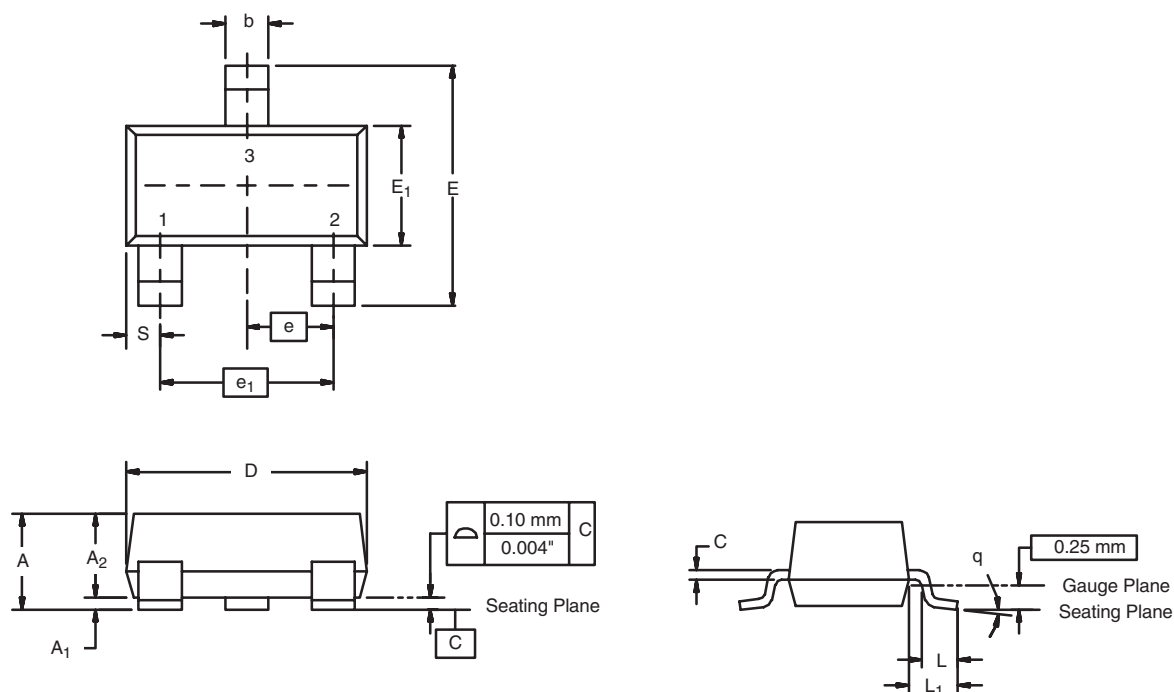 b
3
E₁
E
1
2
S
e
e₁
D
A
A₂
0.10 mm
C
0.004"
Seating Plane
C
A₁
C
q
0.25 mm
Gauge Plane
Seating Plane
L
L₁